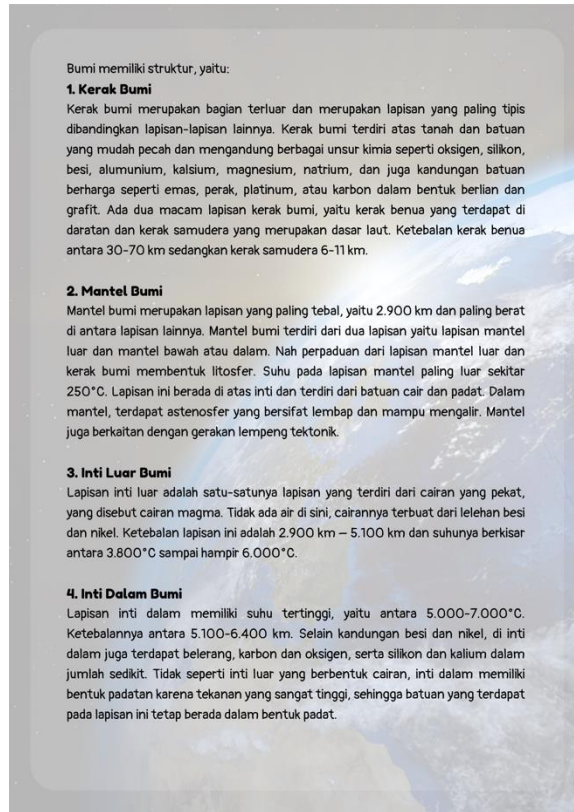 Bumi memiliki struktur, yaitu:
1. Kerak Bumi
Kerak bumi merupakan bagian terluar dan merupakan lapisan yang paling tipis
dibandingkan lapisan-lapisan lainnya. Kerak bumi terdiri atas tanah dan batuan
yang mudah pecah dan mengandung berbagai unsur kimia seperti oksigen, silikon,
besi, alumunium, kalsium, magnesium, natrium, dan juga kandungan batuan
berharga seperti emas, perak, platinum, atau karbon dalam bentuk berlian dan
grafit. Ada dua macam lapisan kerak bumi, yaitu kerak benua yang terdapat di
daratan dan kerak samudera yang merupakan dasar laut. Ketebalan kerak benua
antara 30-70 km sedangkan kerak samudera 6-11 km.
2. Mantel Bumi
Mantel bumi merupakan lapisan yang paling tebal, yaitu 2.900 km dan paling berat
di antara lapisan lainnya. Mantel bumi terdiri dari dua lapisan yaitu lapisan mantel
luar dan mantel bawah atau dalam. Nah perpaduan dari lapisan mantel luar dan
kerak bumi membentuk litosfer. Suhu pada lapisan mantel paling luar sekitar
250°C. Lapisan ini berada di atas inti dan terdiri dari batuan cair dan padat. Dalam
mantel, terdapat astenosfer yang bersifat lembap dan mampu mengalir. Mantel
juga berkaitan dengan gerakan lempeng tektonik.
3. Inti Luar Bumi
Lapisan inti luar adalah satu-satunya lapisan yang terdiri dari cairan yang pekat,
yang disebut cairan magma. Tidak ada air di sini, cairannya terbuat dari lelehan besi
dan nikel. Ketebalan lapisan ini adalah 2.900 km – 5.100 km dan suhunya berkisar
antara 3.800°C sampai hampir 6.000°C.
4. Inti Dalam Bumi
Lapisan inti dalam memiliki suhu tertinggi, yaitu antara 5.000-7.000°C.
Ketebalannya antara 5.100-6.400 km. Selain kandungan besi dan nikel, di inti
dalam juga terdapat belerang, karbon dan oksigen, serta silikon dan kalium dalam
jumlah sedikit. Tidak seperti inti luar yang berbentuk cairan, inti dalam memiliki
bentuk padatan karena tekanan yang sangat tinggi, sehingga batuan yang terdapat
pada lapisan ini tetap berada dalam bentuk padat.